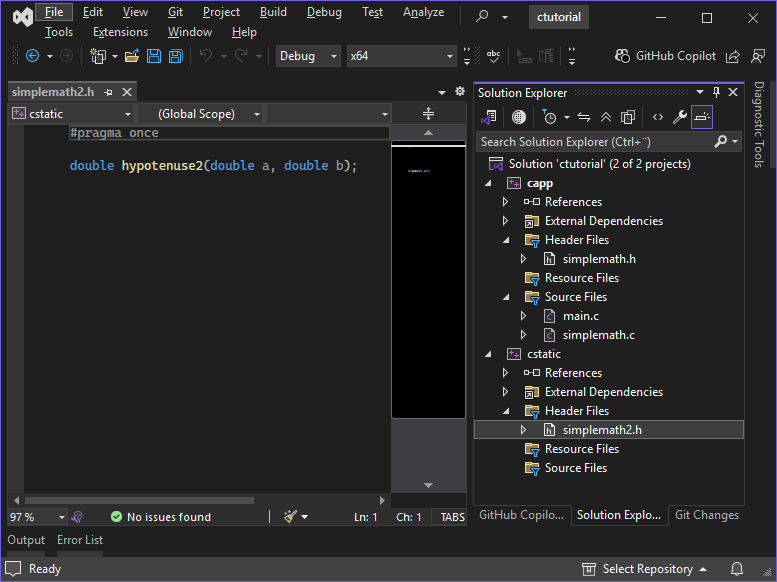 File Edit View Git Project Build Debug Test Analyze ctutorial
Tools Extensions Window Help
Debug x64 abc GitHub Copilot
simplemath2.h
cstatic (Global Scope)
#pragma once
double hypotenuse2(double a, double b);
97 % No issues found Ln: 1 Ch: 1 TABS
Solution Explorer
Search Solution Explorer (Ctrl+¨)
Solution 'ctutorial' (2 of 2 projects)
capp
References
External Dependencies
Header Files
simplemath.h
Resource Files
Source Files
main.c
simplemath.c
cstatic
References
External Dependencies
Header Files
simplemath2.h
Resource Files
Source Files
GitHub Copilo... Solution Explo... Git Changes
Diagnostic Tools
Output Error List
Ready Select Repository